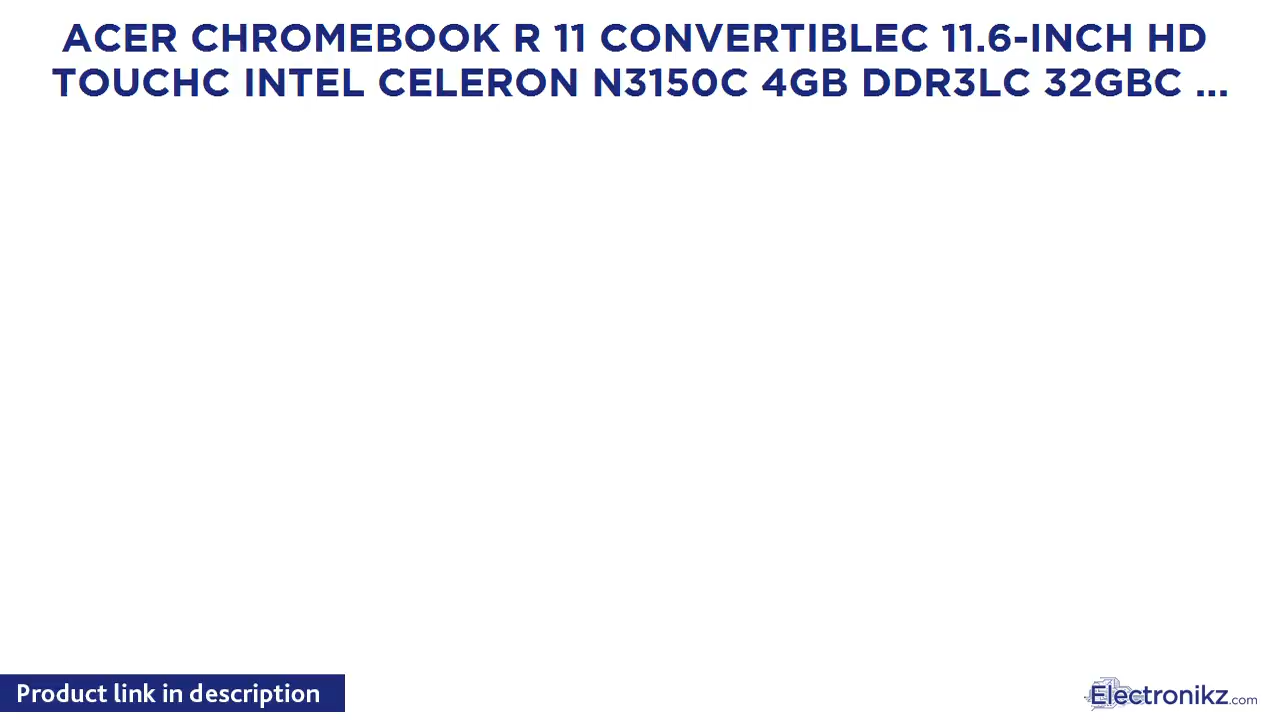 ACER CHROMEBOOK R 11 CONVERTIBLEC 11.6-INCH HD
TOUCHC INTEL CELERON N3150C 4GB DDR3LC 32GBC ...
Product link in description
Electronikz.com